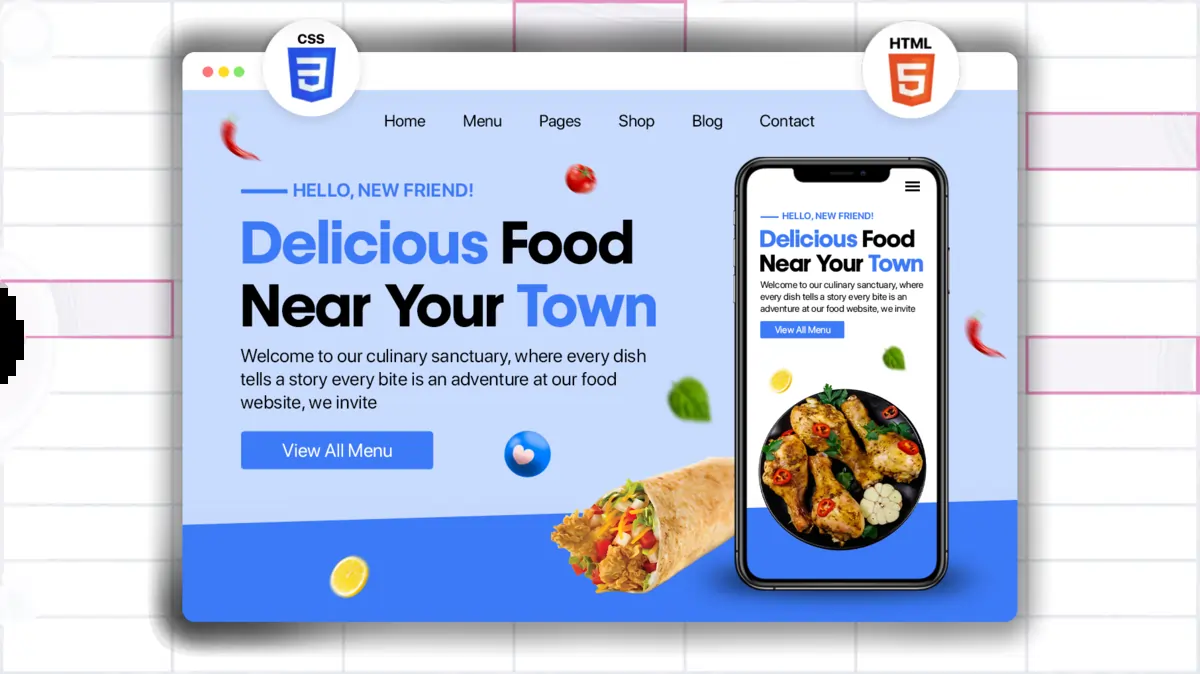 CSS
3
HTML
5
Home Menu Pages Shop Blog Contact
HELLO, NEW FRIEND!
Delicious Food
Near Your Town
Welcome to our culinary sanctuary, where every dish
tells a story every bite is an adventure at our food
website, we invite
View All Menu
HELLO, NEW FRIEND!
Delicious Food
Near Your Town
Welcome to our culinary sanctuary, where
every dish tells a story every bite is an
adventure at our food website, we invite
View All Menu